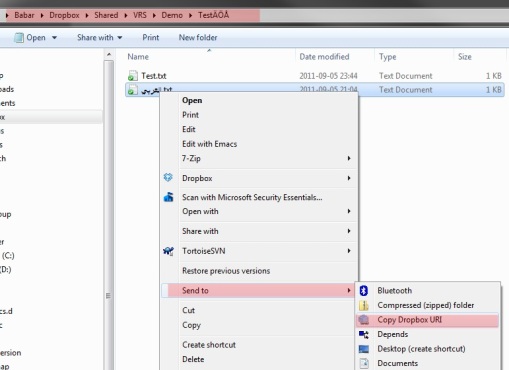 Babar ▸ Dropbox ▸ Shared ▸ VRS ▸ Demo ▸ TestÄÖÅ
Open Share with Print New folder
Name Date modified Type Size
Test.txt 2011-09-05 23:44 Text Document 1 KB
.txt 2011-09-05 21:04 Text Document 1 KB
Open
Print
Edit
Edit with Emacs
7-Zip
Dropbox
Scan with Microsoft Security Essentials...
Open with
Share with
TortoiseSVN
Restore previous versions
Send to
Cut
Copy
Create shortcut
Delete
Bluetooth
Compressed (zipped) folder
Copy Dropbox URI
Depends
Desktop (create shortcut)
Documents
p
oads
ments
ox
s
s
ch
oup
er
(C:)
(D:)
cs.d
c
ersion
ap